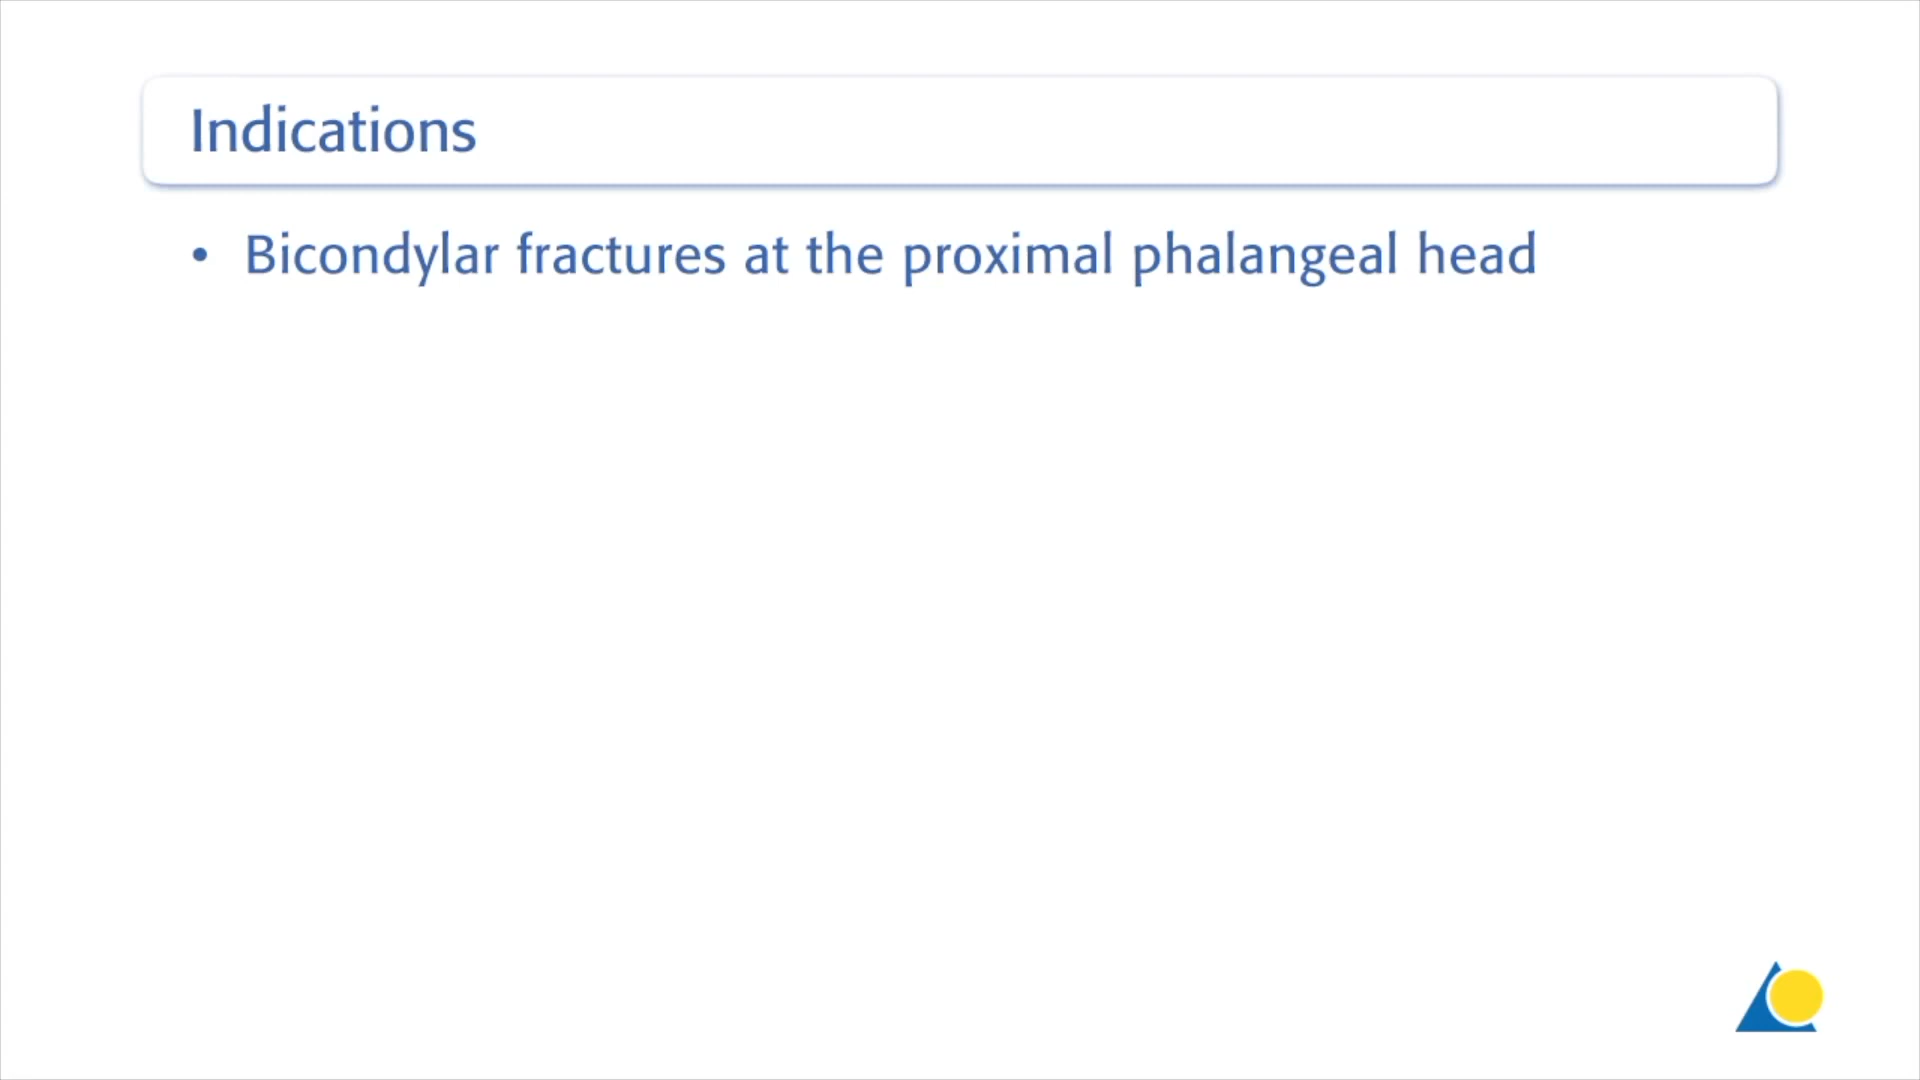 Indications
• Bicondylar fractures at the proximal phalangeal head